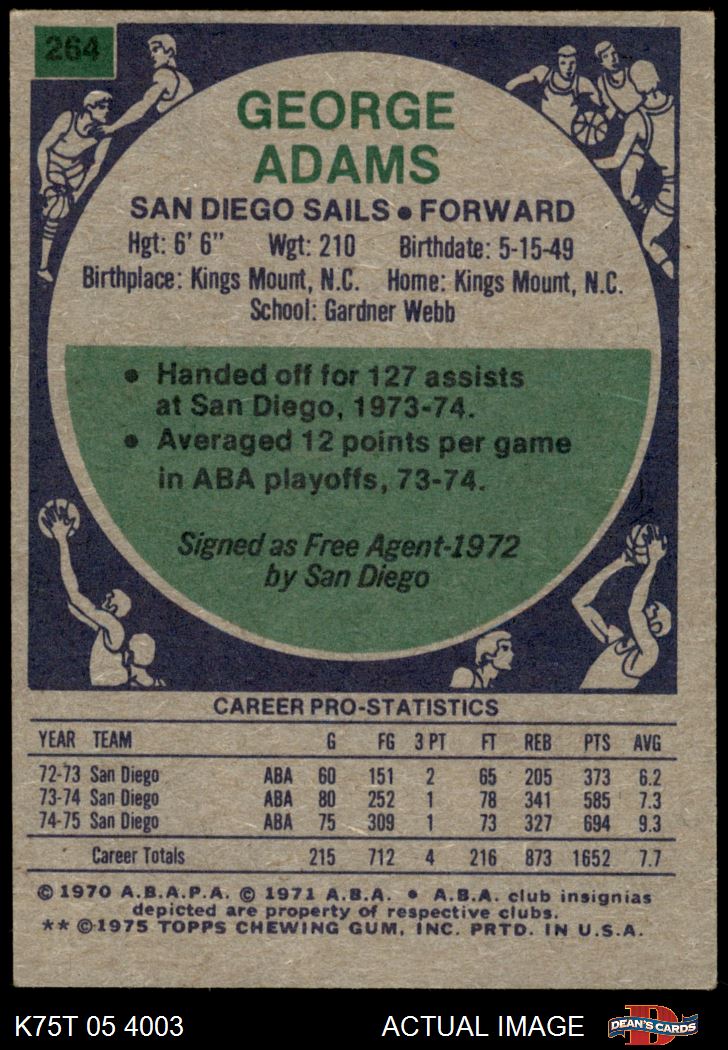 264
GEORGE
ADAMS
SAN DIEGO SAILS • FORWARD
Hgt: 6' 6" Wgt: 210 Birthdate: 5-15-49
Birthplace: Kings Mount, N.C. Home: Kings Mount, N.C.
School: Gardner Webb
• Handed off for 127 assists
at San Diego, 1973-74.
• Averaged 12 points per game
in ABA playoffs, 73-74.
Signed as Free Agent-1972
by San Diego
CAREER PRO-STATISTICS
YEAR TEAM G FG 3 PT FT REB PTS AVG
72-73 San Diego ABA 60 151 2 65 205 373 6.2
73-74 San Diego ABA 80 252 1 78 341 585 7.3
74-75 San Diego ABA 75 309 1 73 327 694 9.3
Career Totals 215 712 4 216 873 1652 7.7
© 1970 A.B.A.P.A. © 1971 A.B.A. • A.B.A. club insignias
depicted are property of respective clubs.
** © 1975 TOPPS CHEWING GUM, INC. PRTD. IN U.S.A.
K75T 05 4003 ACTUAL IMAGE DEAN'S CARDS